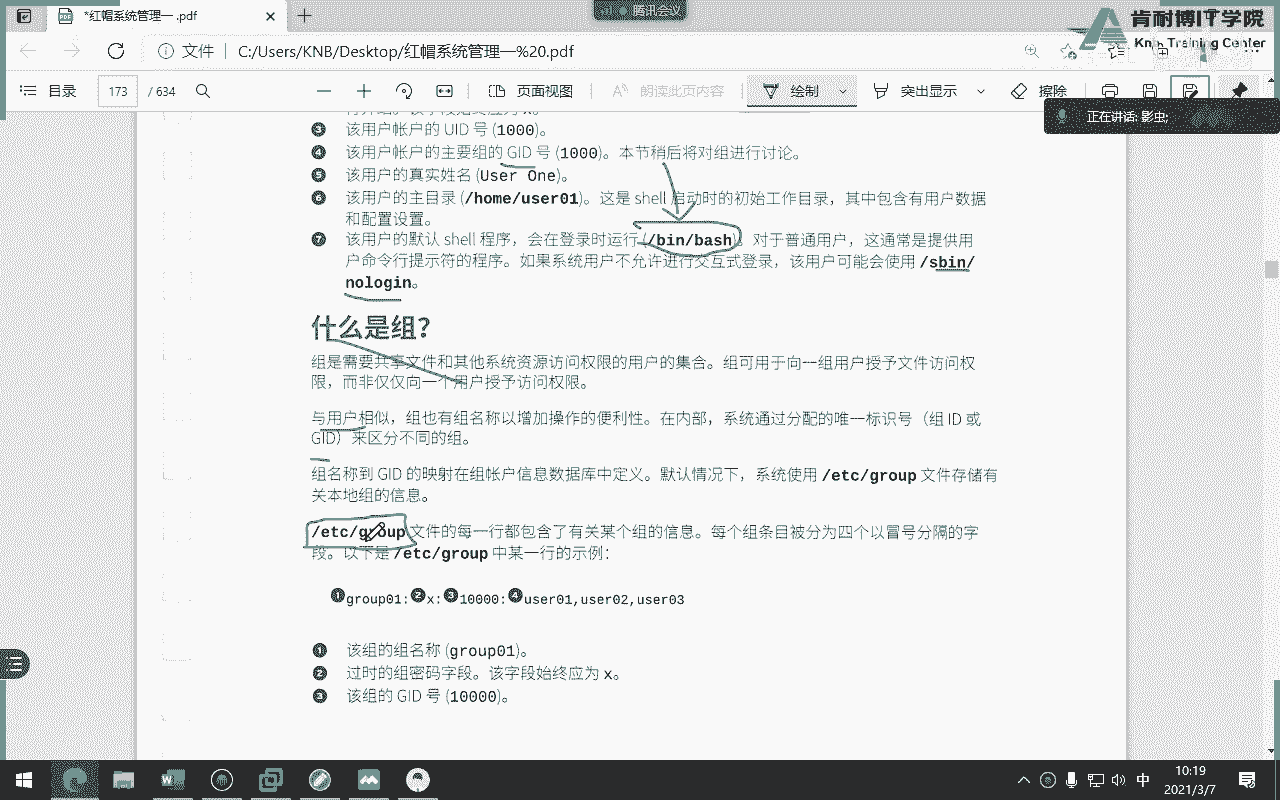 *红帽系统管理一 .pdf
腾讯会议
肯耐博IT学院
Knb Training Center
文件 C:/Users/KNB/Desktop/红帽系统管理一%20.pdf
目录 173 / 634 页面视图 朗读此页内容 绘制 突出显示 擦除
正在讲话: 影虫;
③ 该用户帐户的 UID 号 (1000)。
④ 该用户帐户的主要组的 GID 号 (1000)。本节稍后将对组进行讨论。
⑤ 该用户的真实姓名 (User One)。
⑥ 该用户的主目录 (/home/user01)。这是 shell 启动时的初始工作目录，其中包含有用户数据
和配置设置。
⑦ 该用户的默认 shell 程序，会在登录时运行 (/bin/bash)。对于普通用户，这通常是提供用
户命令行提示符的程序。如果系统用户不允许进行交互式登录，该用户可能会使用 /sbin/
nologin。
什么是组？
组是需要共享文件和其他系统资源访问权限的用户的集合。组可用于向一组用户授予文件访问权
限，而非仅仅向一个用户授予访问权限。
与用户相似，组也有组名称以增加操作的便利性。在内部，系统通过分配的唯一标识号（组 ID 或
GID）来区分不同的组。
组名称到 GID 的映射在组帐户信息数据库中定义。默认情况下，系统使用 /etc/group 文件存储有
关本地组的信息。
/etc/group 文件的每一行都包含了有关某个组的信息。每个组条目被分为四个以冒号分隔的字
段。以下是 /etc/group 中某一行的示例：
①group01:②x:③10000:④user01,user02,user03
① 该组的组名称 (group01)。
② 过时的组密码字段。该字段始终应为 x。
③ 该组的 GID 号 (10000)。
中 10:19
2021/3/7